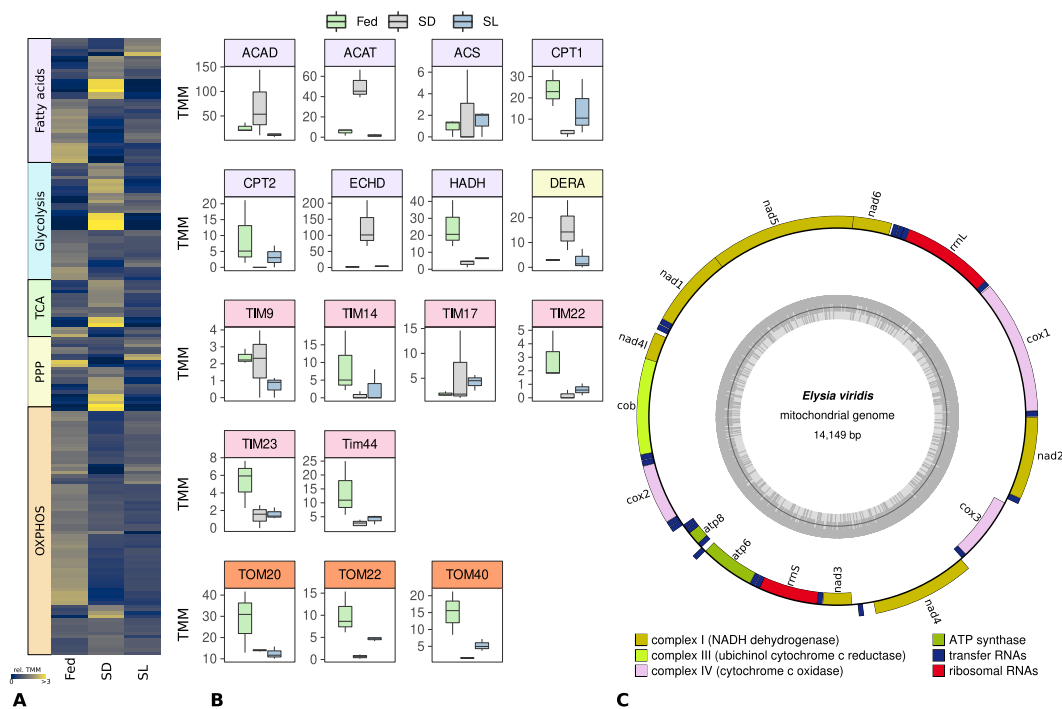 Fed SD SL
ACAD ACAT ACS CPT1
TMM
150
100
50
60
40
20
0
6
4
2
0
30
20
10
CPT2 ECHD HADH DERA
TMM
20
15
10
5
0
200
150
100
50
0
40
20
0
20
10
0
TIM9 TIM14 TIM17 TIM22
TMM
4
3
2
1
0
15
10
5
0
15
10
5
5
4
3
2
1
0
TIM23 Tim44
TMM
8
6
4
2
0
25
20
15
10
5
TOM20 TOM22 TOM40
TMM
40
30
20
10
15
10
5
0
20
15
10
5
0
Fatty acids
Glycolysis
TCA
PPP
OXPHOS
Fed SD SL
rel. TMM
0 >3
A
B
C
nad6
rrnL
cox1
nad2
cox3
nad4
nad3
rrnS
atp6
atp8
cox2
cob
nad4l
nad1
nad5
Elysia viridis
mitochondrial genome
14,149 bp
complex I (NADH dehydrogenase)
complex III (ubichinol cytochrome c reductase)
complex IV (cytochrome c oxidase)
ATP synthase
transfer RNAs
ribosomal RNAs